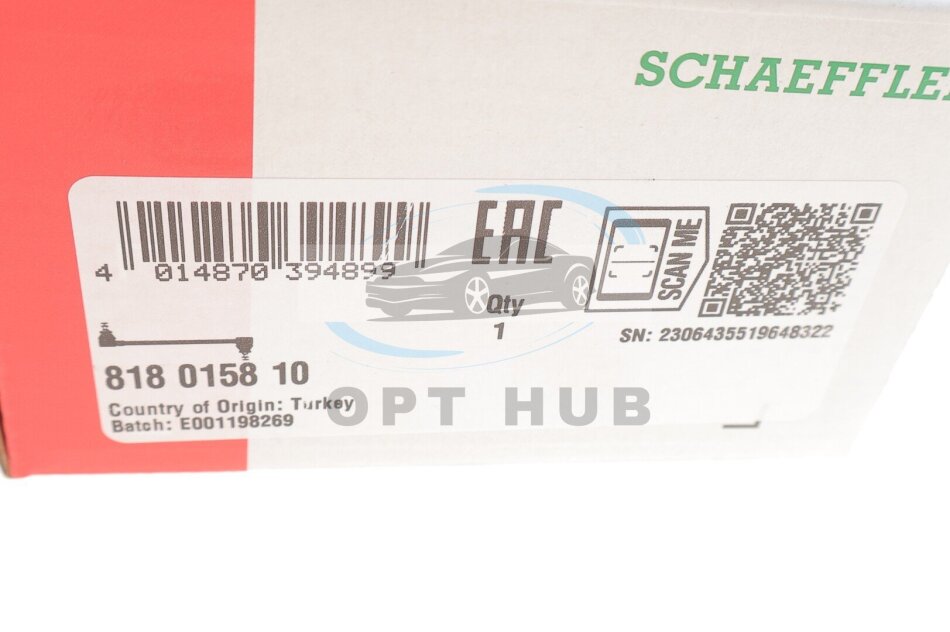 SCHAEFFLER
EAC
SCAN ME
4 014870 394899
Qty
1
SN: 2306435519648322
818 0158 10
Country of Origin: Turkey
Batch: E001198269
OPT HUB